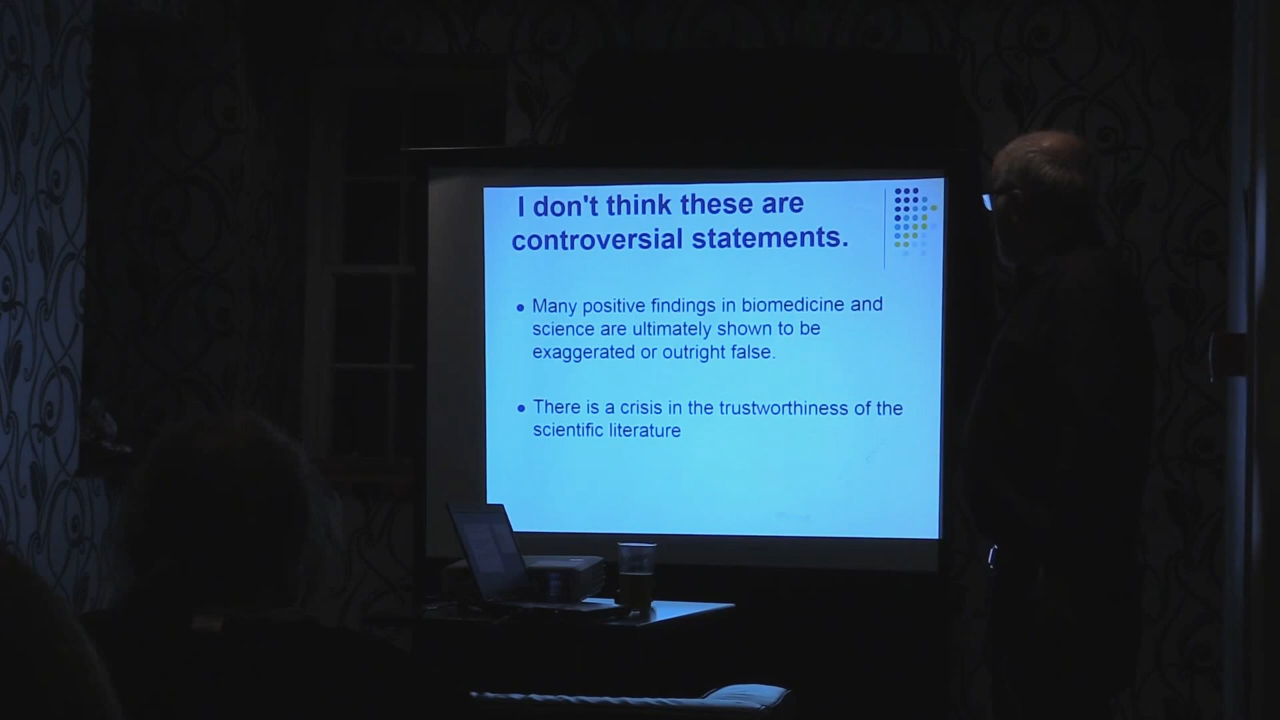 I don't think these are
controversial statements.
• Many positive findings in biomedicine and
science are ultimately shown to be
exaggerated or outright false.
• There is a crisis in the trustworthiness of the
scientific literature